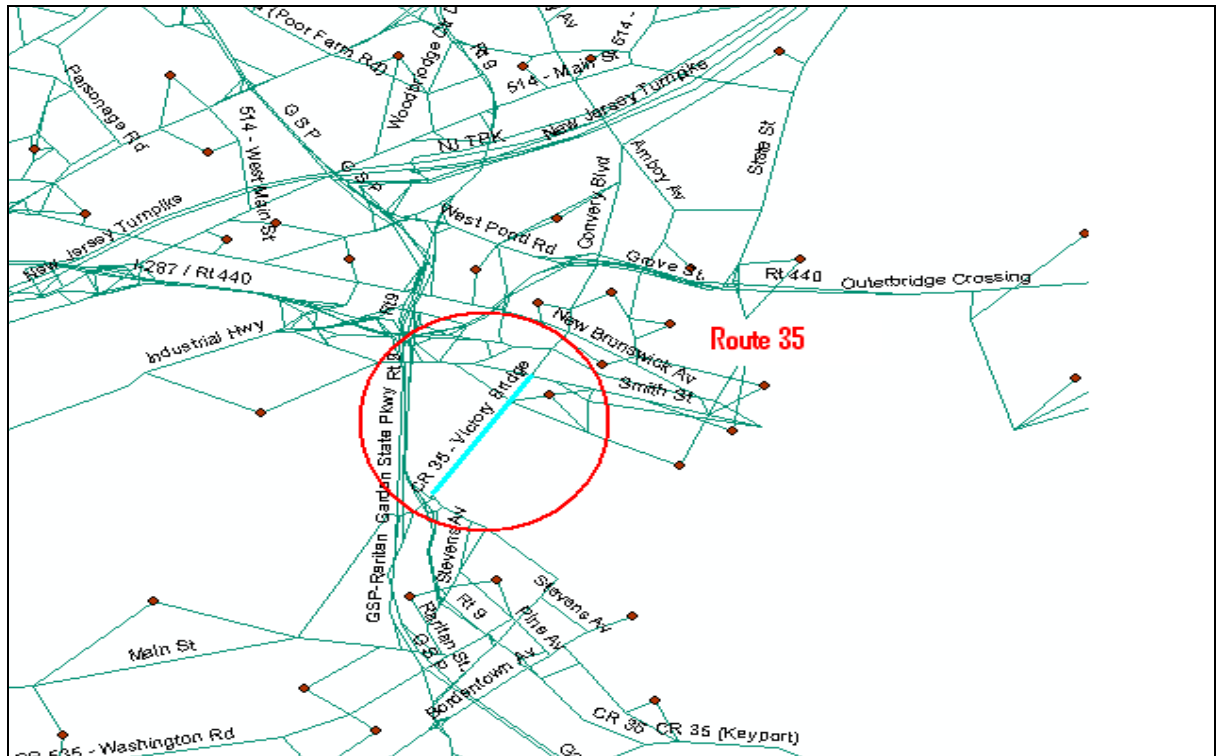 (Poor Farm Rd)
Rt 9
514 - Main St
514 -
Parsonage Rd
G S P
Woodbridge
New Jersey Turnpike
NJ TPK
State St
514 - West Main St
G S P
Amboy Av
Convery Blvd
New Jersey Turnpike
West Pond Rd
Grove St
Rt 440
Outerbridge Crossing
I-287 / Rt 440
Rt9
Industrial Hwy
New Brunswick Av
Route 35
Smith St
Rt 9
CR 35 - Victory Bridge
Garden State Pkwy
GSP-Raritan
Stevens Av
Stevens Av
Rt 9
Pine Av
Raritan St.
G S P
Main St
Bordentown Av
CR 35
CR 35 (Keyport)
CR 535 - Washington Rd